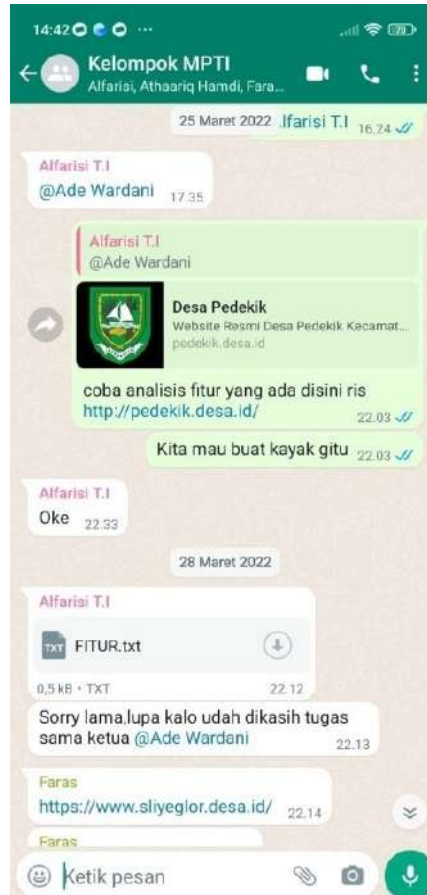 14:42
Kelompok MPTI
Alfarisi, Athaariq Hamdi, Fara...
25 Maret 2022
lfarisi T.I 16.24
Alfarisi T.I
@Ade Wardani 17.35
Alfarisi T.I
@Ade Wardani
Desa Pedekik
Website Resmi Desa Pedekik Kecamat...
pedekik.desa.id
coba analisis fitur yang ada disini ris
http://pedekik.desa.id/ 22.03
Kita mau buat kayak gitu 22.03
Alfarisi T.I
Oke 22.33
28 Maret 2022
Alfarisi T.I
TXT FITUR.txt
0,5 kB • TXT 22.12
Sorry lama,lupa kalo udah dikasih tugas
sama ketua @Ade Wardani 22.13
Faras
https://www.sliyeglor.desa.id/ 22.14
Faras
Ketik pesan